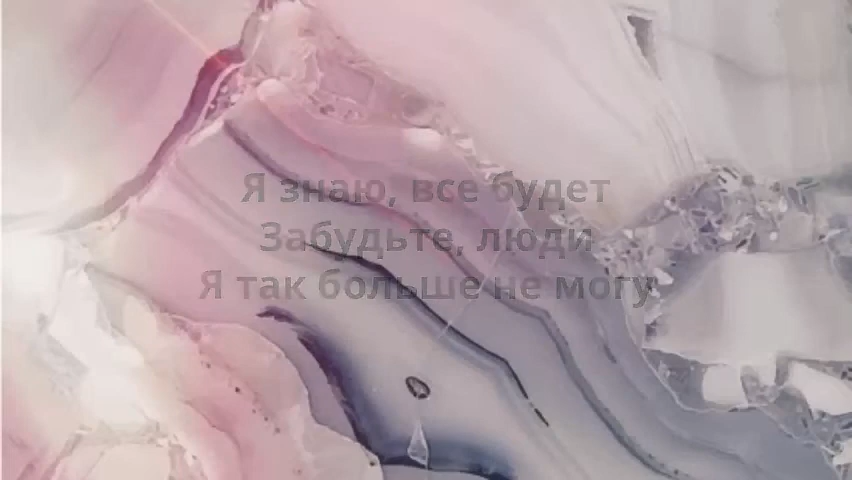 Я знаю, все будет
Забудьте, люди
Я так больше не могу